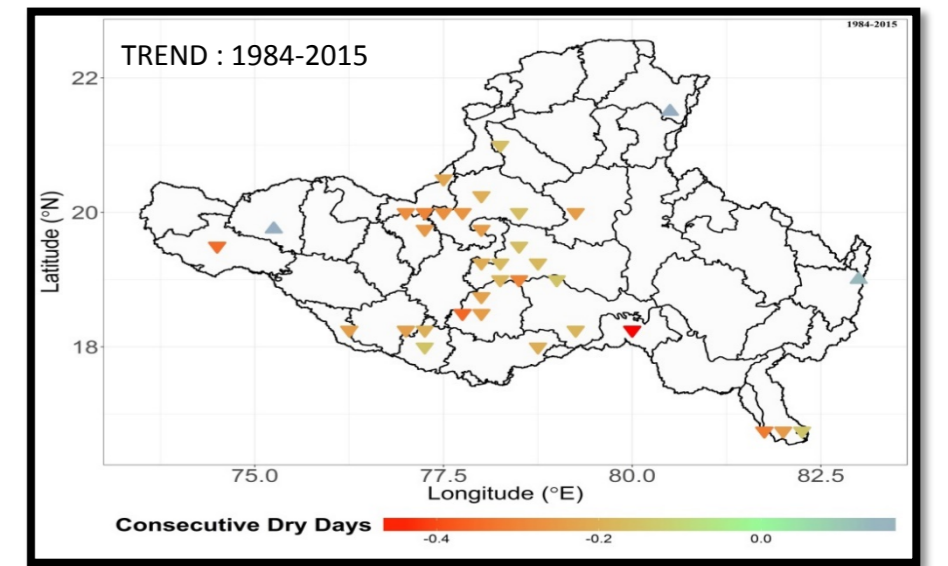 1984-2015
TREND : 1984-2015
22
20
18
Latitude (°N)
75.0 77.5 80.0 82.5
Longitude (°E)
Consecutive Dry Days
-0.4 -0.2 0.0